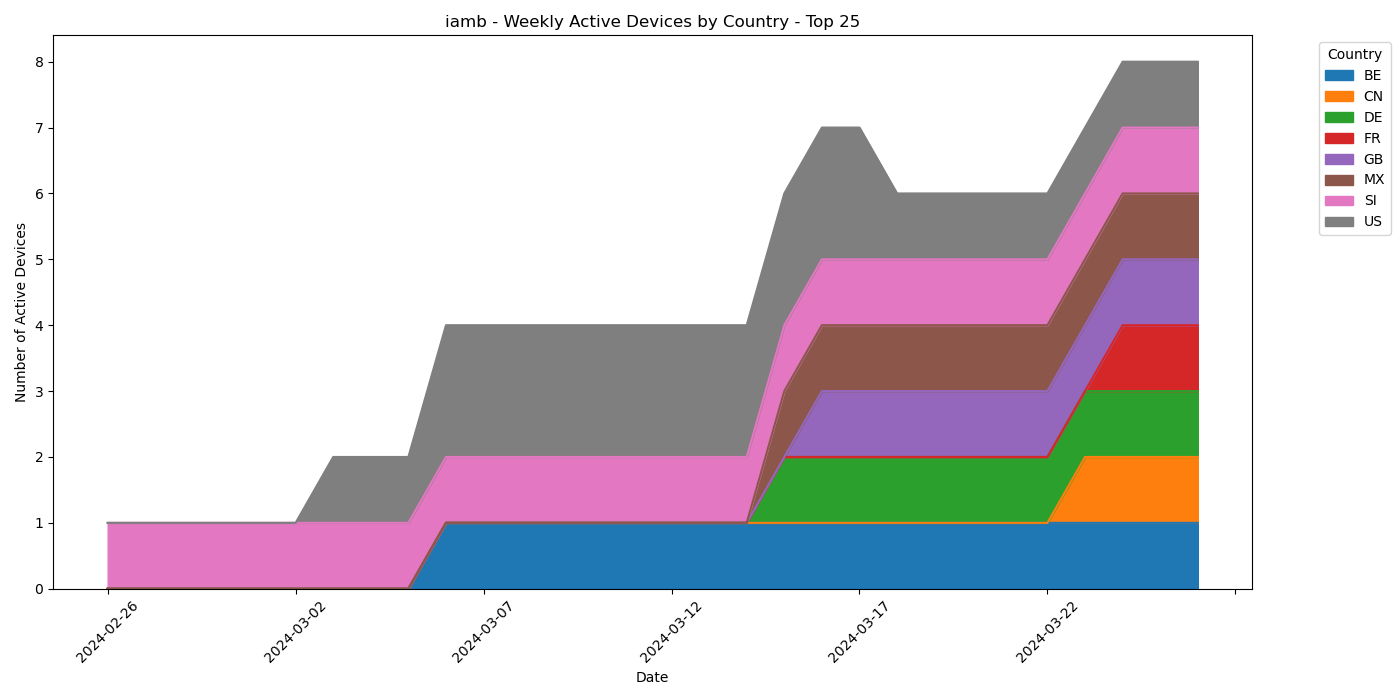 iamb - Weekly Active Devices by Country - Top 25
Number of Active Devices
8
7
6
5
4
3
2
1
0
2024-02-26
2024-03-02
2024-03-07
2024-03-12
2024-03-17
2024-03-22
Date
Country
BE
CN
DE
FR
GB
MX
SI
US